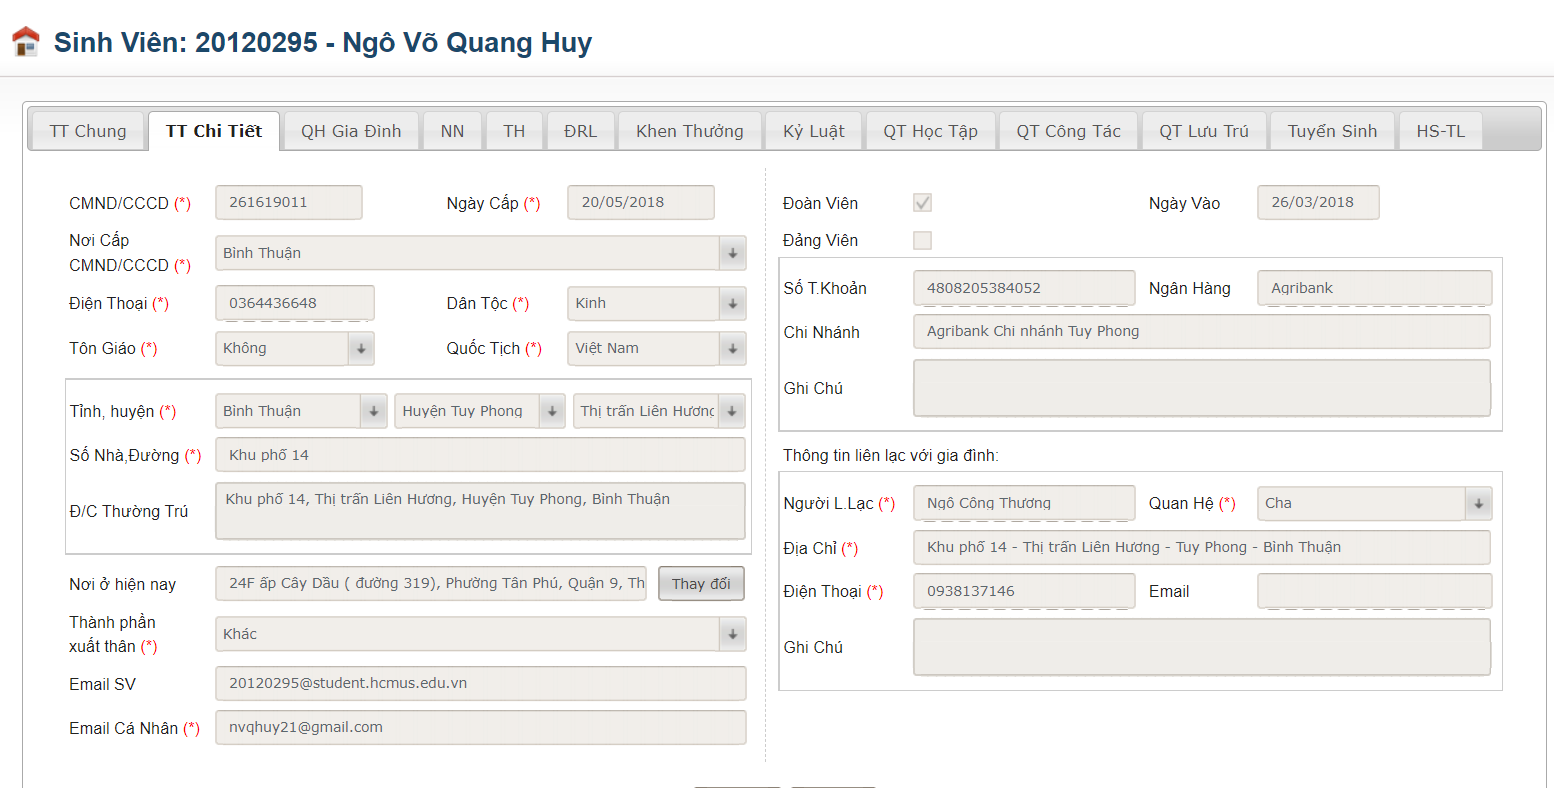 Sinh Viên: 20120295 - Ngô Võ Quang Huy
TT Chung TT Chi Tiết QH Gia Đình NN TH ĐRL Khen Thưởng Kỷ Luật QT Học Tập QT Công Tác QT Lưu Trú Tuyển Sinh HS-TL
CMND/CCCD (*) 261619011 Ngày Cấp (*) 20/05/2018
Nơi Cấp
CMND/CCCD (*) Bình Thuận
Điện Thoại (*) 0364436648 Dân Tộc (*) Kinh
Tôn Giáo (*) Không Quốc Tịch (*) Việt Nam
Tỉnh, huyện (*) Bình Thuận Huyện Tuy Phong Thị trấn Liên Hương
Số Nhà,Đường (*) Khu phố 14
Đ/C Thường Trú Khu phố 14, Thị trấn Liên Hương, Huyện Tuy Phong, Bình Thuận
Nơi ở hiện nay 24F ấp Cây Dầu ( đường 319), Phường Tân Phú, Quận 9, Th Thay đổi
Thành phần
xuất thân (*) Khác
Email SV 20120295@student.hcmus.edu.vn
Email Cá Nhân (*) nvqhuy21@gmail.com
Đoàn Viên Ngày Vào 26/03/2018
Đảng Viên
Số T.Khoản 4808205384052 Ngân Hàng Agribank
Chi Nhánh Agribank Chi nhánh Tuy Phong
Ghi Chú
Thông tin liên lạc với gia đình:
Người L.Lạc (*) Ngô Công Thương Quan Hệ (*) Cha
Địa Chỉ (*) Khu phố 14 - Thị trấn Liên Hương - Tuy Phong - Bình Thuận
Điện Thoại (*) 0938137146 Email
Ghi Chú